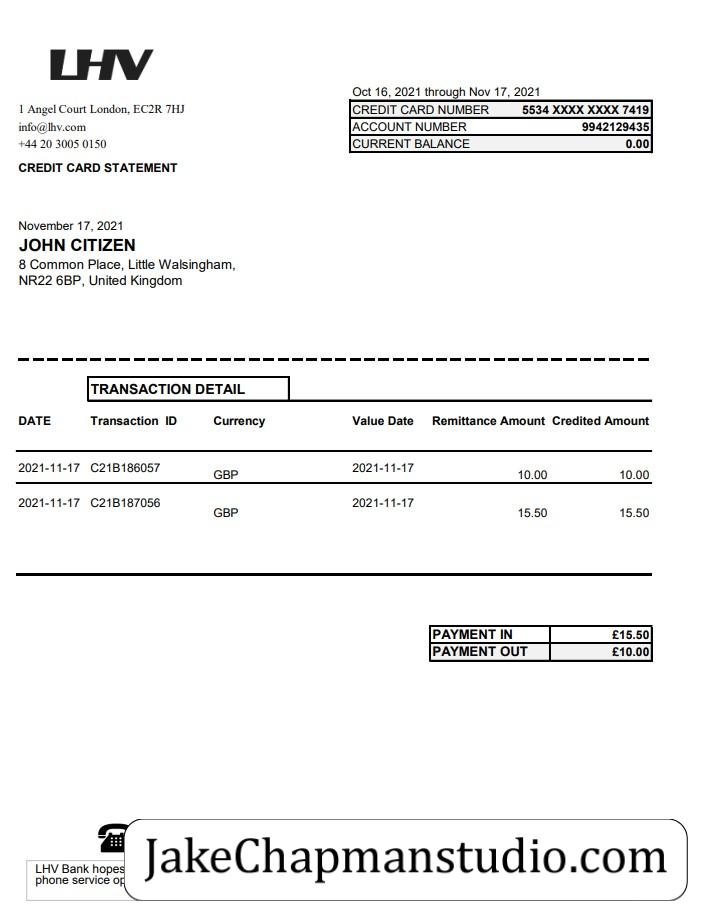 LHV
Oct 16, 2021 through Nov 17, 2021
1 Angel Court London, EC2R 7HJ
CREDIT CARD NUMBER 5534 XXXX XXXX 7419
info@lhv.com
ACCOUNT NUMBER 9942129435
+44 20 3005 0150
CURRENT BALANCE 0.00
CREDIT CARD STATEMENT
November 17, 2021
JOHN CITIZEN
8 Common Place, Little Walsingham,
NR22 6BP, United Kingdom
TRANSACTION DETAIL
DATE Transaction ID Currency Value Date Remittance Amount Credited Amount
2021-11-17 C21B186057 GBP 2021-11-17 10.00 10.00
2021-11-17 C21B187056 GBP 2021-11-17 15.50 15.50
PAYMENT IN £15.50
PAYMENT OUT £10.00
JakeChapmanstudio.com
LHV Bank hopes
phone service op